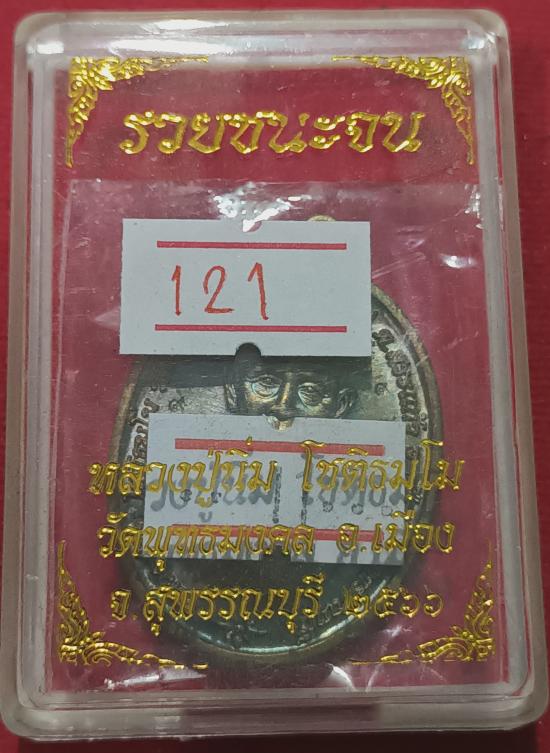 รวยชนะจน
121
หลวงปู่นิ่ม โชติธมฺโม
วัดพุทธมงคล อ.เมือง
จ.สุพรรณบุรี ๒๕๖๖